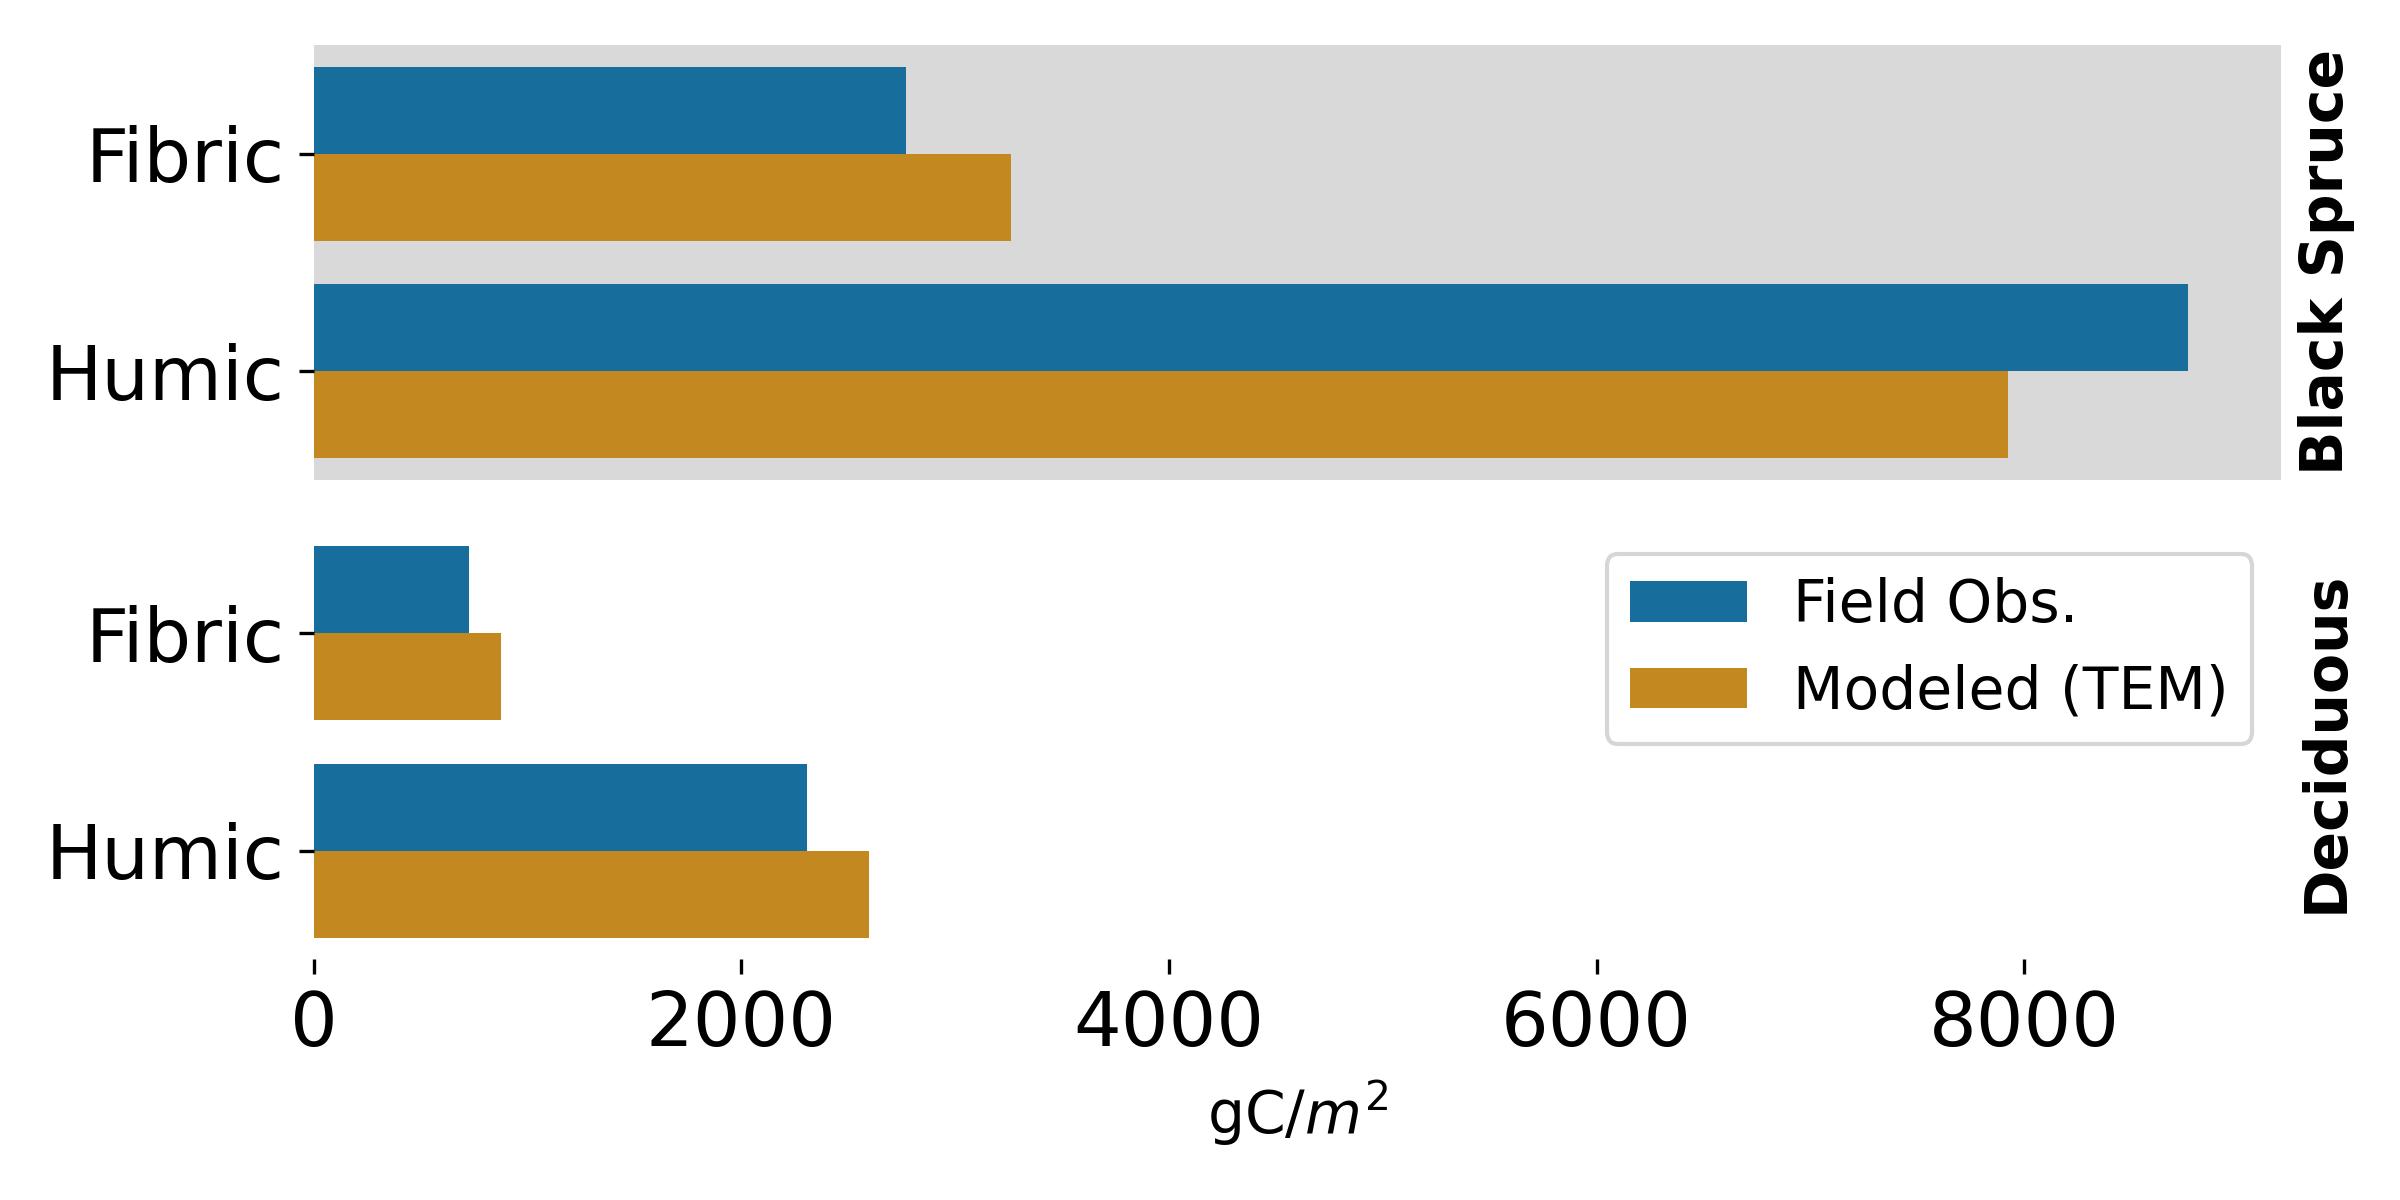 Fibric
Humic
Black Spruce
Fibric
Humic
Deciduous
Field Obs.
Modeled (TEM)
0 2000 4000 6000 8000
gC/m²